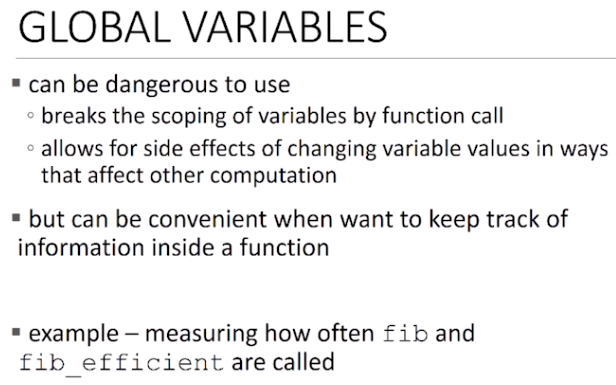 GLOBAL VARIABLES
▪ can be dangerous to use
◦ breaks the scoping of variables by function call
◦ allows for side effects of changing variable values in ways
that affect other computation
▪ but can be convenient when want to keep track of
information inside a function
▪ example – measuring how often fib and
fib_efficient are called